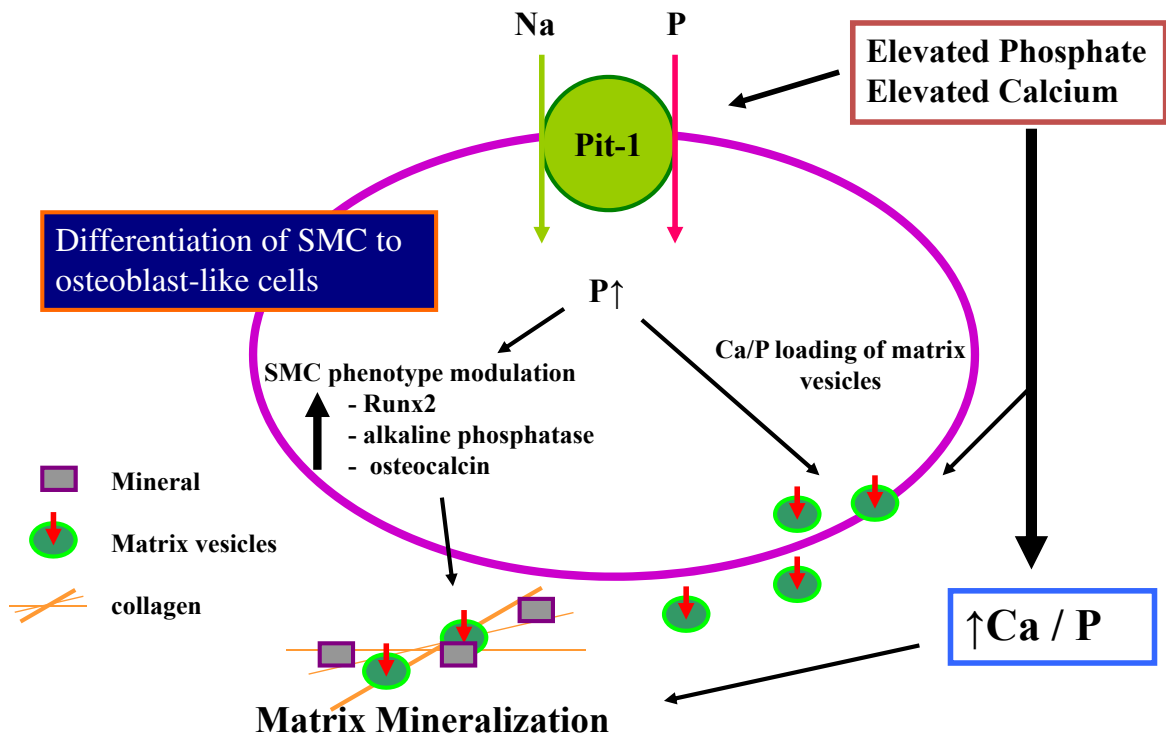 Na
P
Elevated Phosphate
Elevated Calcium
Pit-1
Differentiation of SMC to
osteoblast-like cells
P↑
Ca/P loading of matrix
vesicles
SMC phenotype modulation
- Runx2
- alkaline phosphatase
- osteocalcin
Mineral
Matrix vesicles
collagen
↑Ca / P
Matrix Mineralization